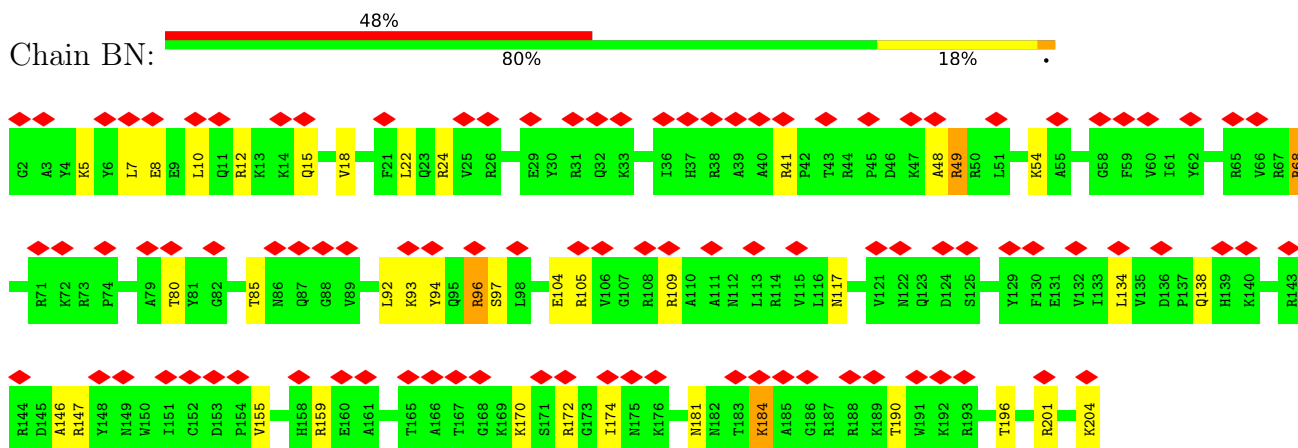 48%
Chain BN:
80% 18% •
G2 A3 Y4 K5 Y6 L7 E8 E9 L10 Q11 R12 K13 K14 Q15 V18 F21 L22 Q23 R24 V25 R26 E29 Y30 R31 Q32 K33 I36 H37 R38 A39 A40 R41 P42 T43 R44 P45 D46 K47 A48 R49 R50 L51 K54 A55 G58 F59 V60 I61 Y62 R65 V66 R67 R68
R71 K72 R73 P74 A79 T80 Y81 G82 T85 N86 Q87 G88 V89 L92 K93 Y94 Q95 R96 S97 L98 E104 R105 V106 G107 R108 R109 A110 A111 N112 L113 R114 V115 L116 N117 V121 N122 Q123 D124 S125 Y129 F130 E131 V132 I133 L134 V135 D136 P137 Q138 H139 K140 R143
R144 D145 A146 R147 Y148 N149 W150 I151 C152 D153 P154 V155 H158 R159 E160 A161 T165 A166 T167 G168 K169 K170 S171 R172 G173 I174 N175 K176 N181 N182 T183 K184 A185 G186 R187 R188 K189 T190 W191 K192 R193 T196 R201 K204